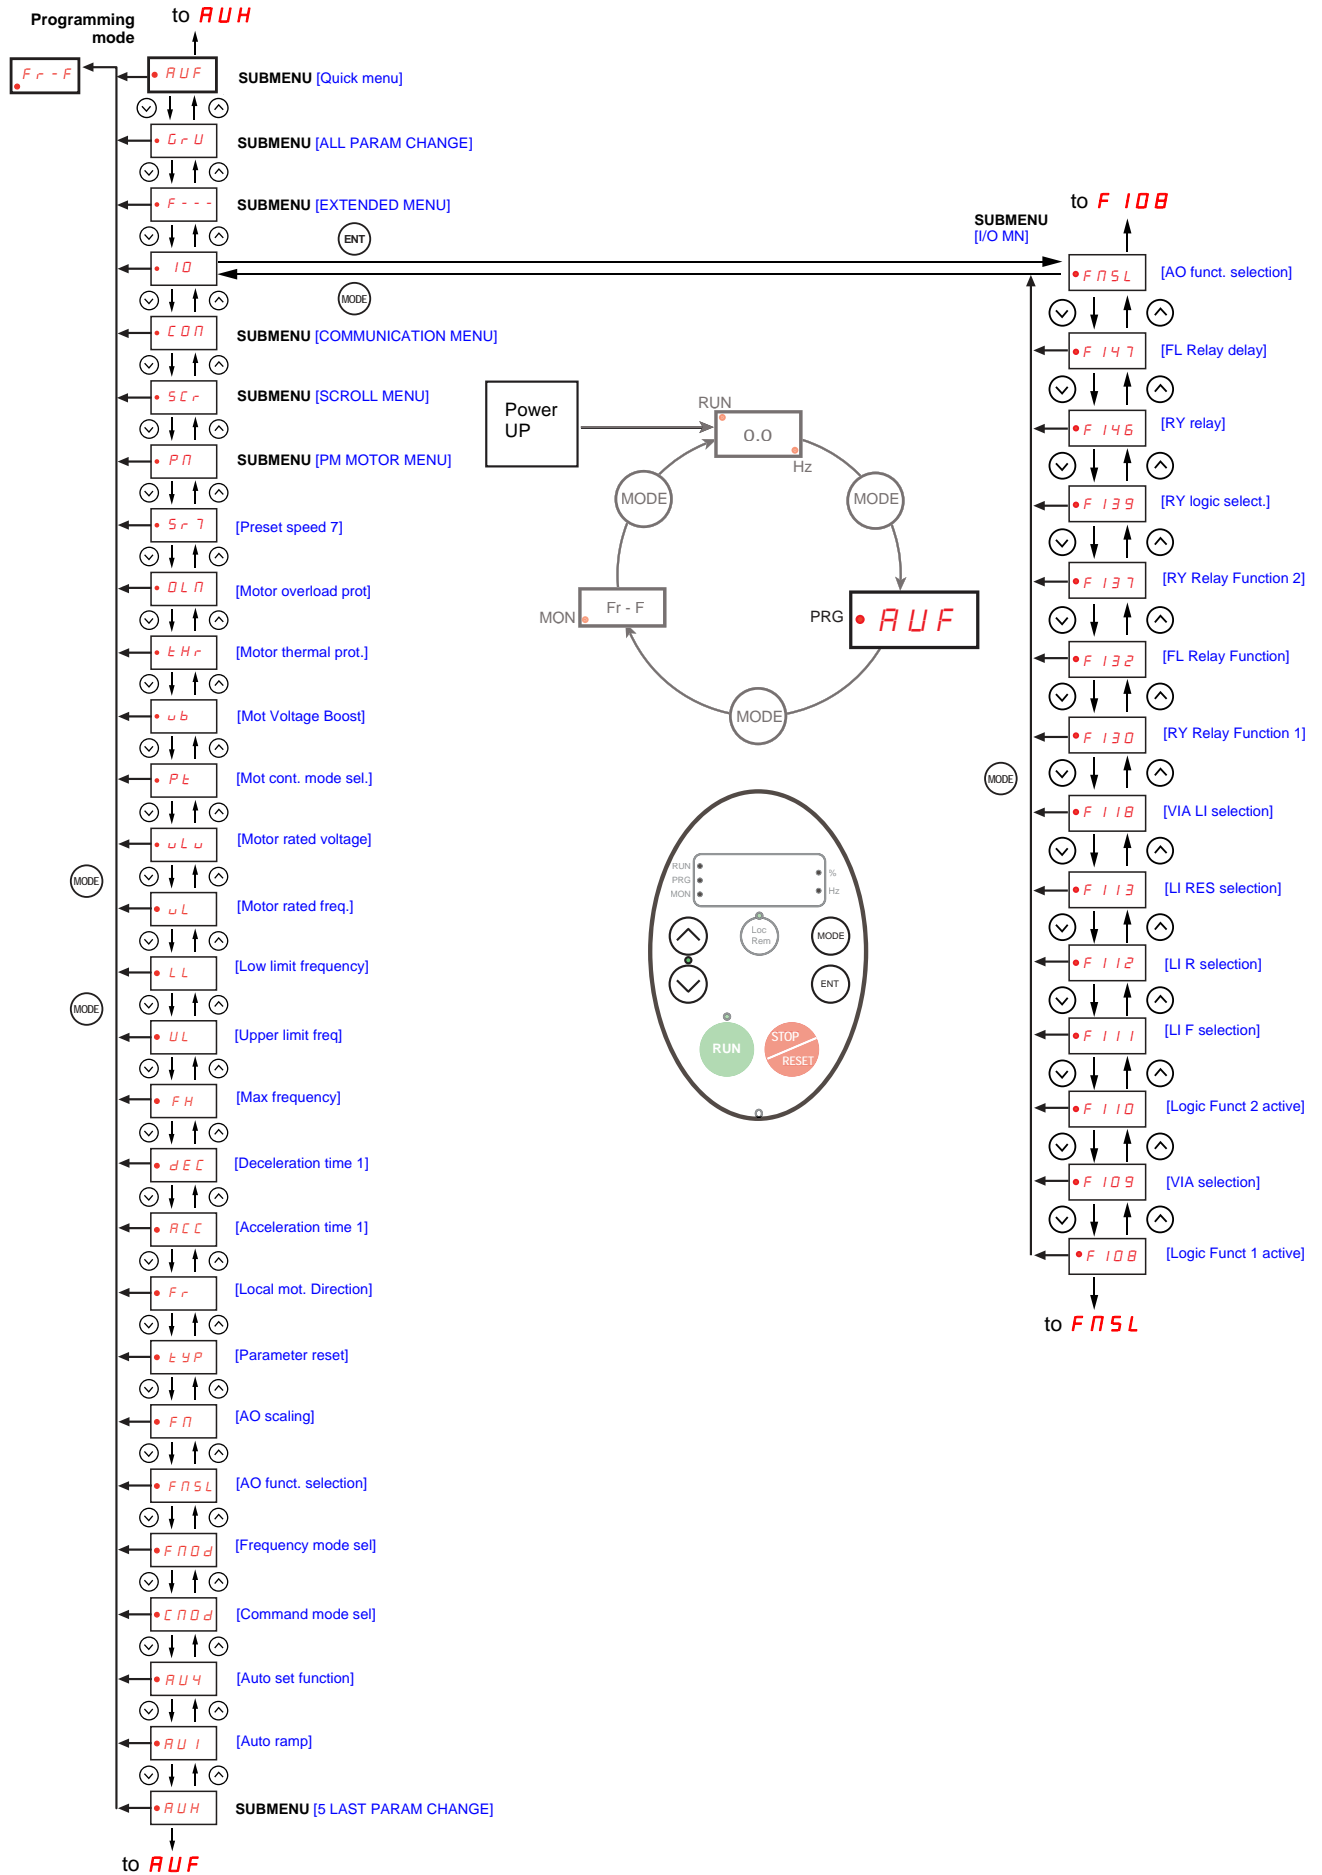 Programming
mode
to AUH
Fr-F
AUF
SUBMENU [Quick menu]
GrU
SUBMENU [ALL PARAM CHANGE]
F---
SUBMENU [EXTENDED MENU]
ENT
IO
MODE
COM
SUBMENU [COMMUNICATION MENU]
SCr
SUBMENU [SCROLL MENU]
PM
SUBMENU [PM MOTOR MENU]
Sr7
[Preset speed 7]
OLM
[Motor overload prot]
tHr
[Motor thermal prot.]
ub
[Mot Voltage Boost]
Pt
[Mot cont. mode sel.]
uLu
[Motor rated voltage]
MODE
uL
[Motor rated freq.]
LL
[Low limit frequency]
MODE
UL
[Upper limit freq]
FH
[Max frequency]
dEC
[Deceleration time 1]
ACC
[Acceleration time 1]
Fr
[Local mot. Direction]
tYP
[Parameter reset]
FM
[AO scaling]
FMSL
[AO funct. selection]
FMOd
[Frequency mode sel]
CMOd
[Command mode sel]
AU4
[Auto set function]
AU1
[Auto ramp]
AUH
SUBMENU [5 LAST PARAM CHANGE]
to AUF
Power
UP
RUN
0.0
Hz
MODE
MODE
MON
Fr - F
PRG
AUF
MODE
RUN
PRG
MON
%
Hz
Loc
Rem
MODE
ENT
RUN
STOP
RESET
to F108
SUBMENU
[I/O MN]
FMSL
[AO funct. selection]
F147
[FL Relay delay]
F146
[RY relay]
F139
[RY logic select.]
F137
[RY Relay Function 2]
F132
[FL Relay Function]
F130
[RY Relay Function 1]
MODE
F118
[VIA LI selection]
F113
[LI RES selection]
F112
[LI R selection]
F111
[LI F selection]
F110
[Logic Funct 2 active]
F109
[VIA selection]
F108
[Logic Funct 1 active]
to FMSL